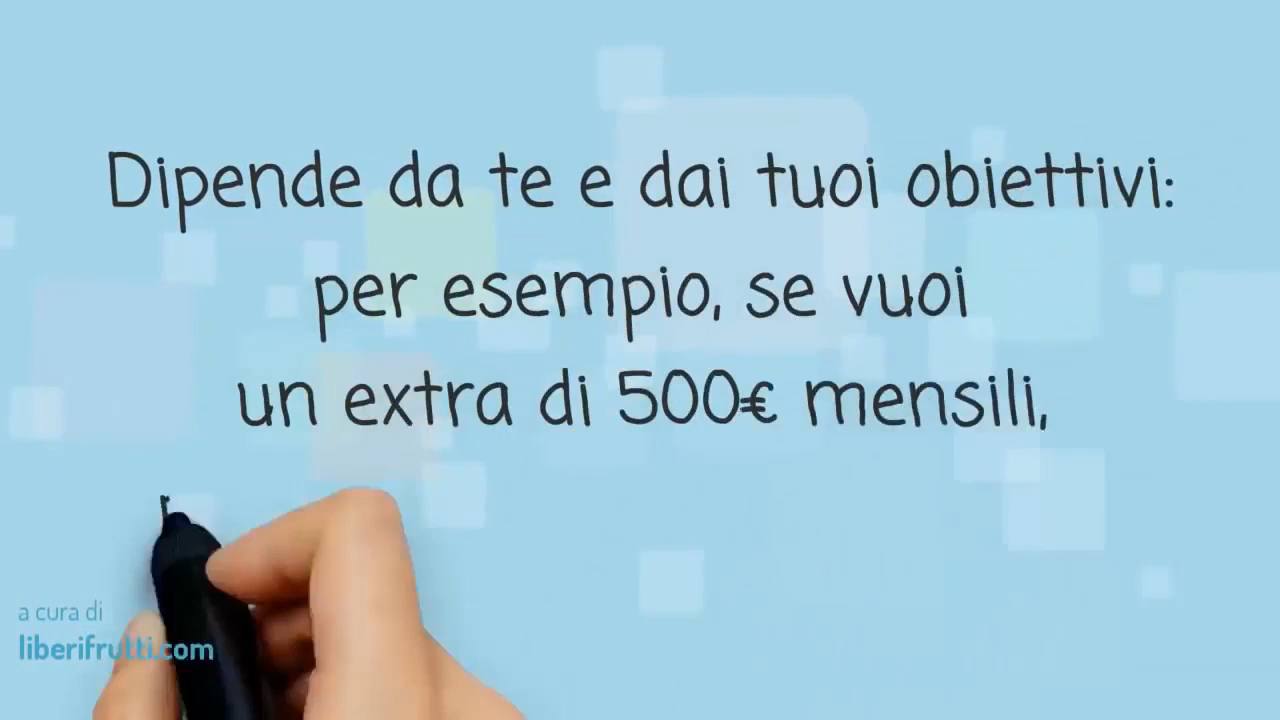 Dipende da te e dai tuoi obiettivi:
per esempio, se vuoi
un extra di 500€ mensili,
a cura di
liberifrutti.com